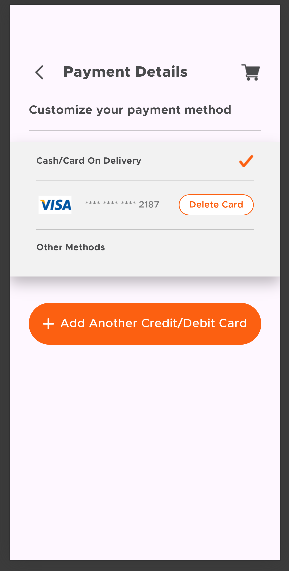 Payment Details
Customize your payment method
Cash/Card On Delivery
VISA **** **** **** 2187 Delete Card
Other Methods
+ Add Another Credit/Debit Card